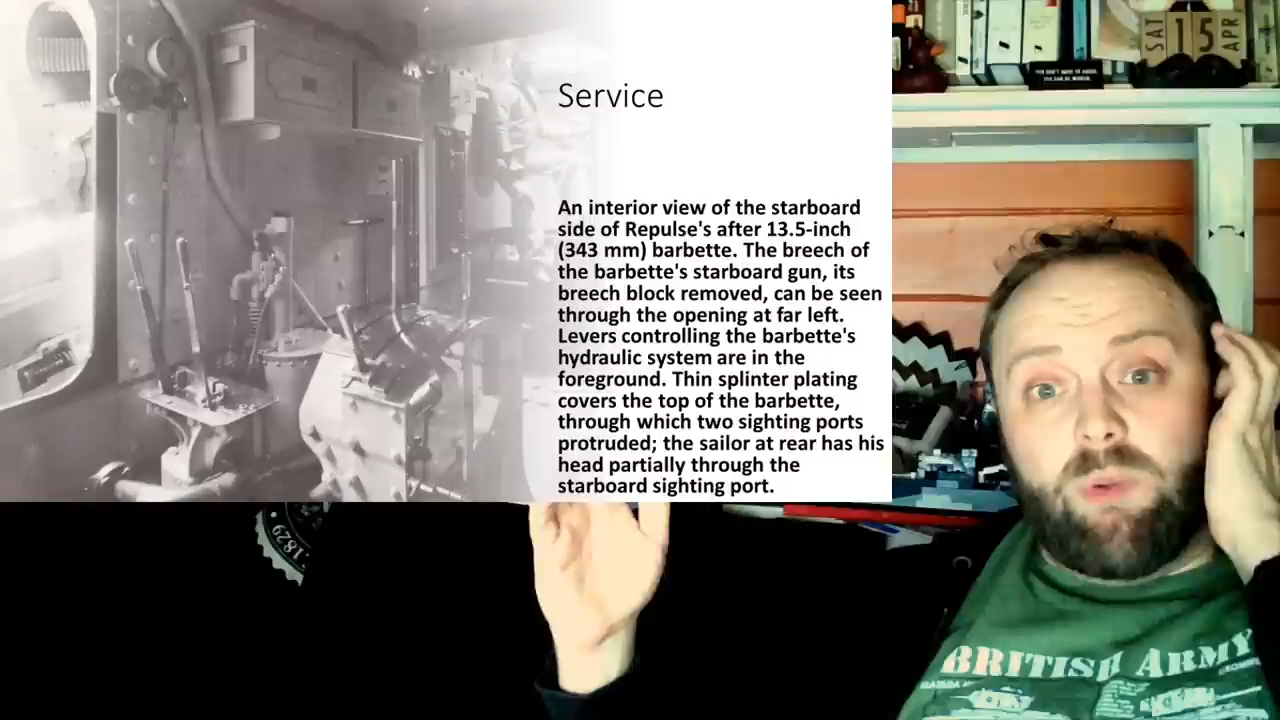 Service
An interior view of the starboard
side of Repulse's after 13.5-inch
(343 mm) barbette. The breech of
the barbette's starboard gun, its
breech block removed, can be seen
through the opening at far left.
Levers controlling the barbette's
hydraulic system are in the
foreground. Thin splinter plating
covers the top of the barbette,
through which two sighting ports
protruded; the sailor at rear has his
head partially through the
starboard sighting port.
SAT
15
APR
1829
BRITISH ARMY